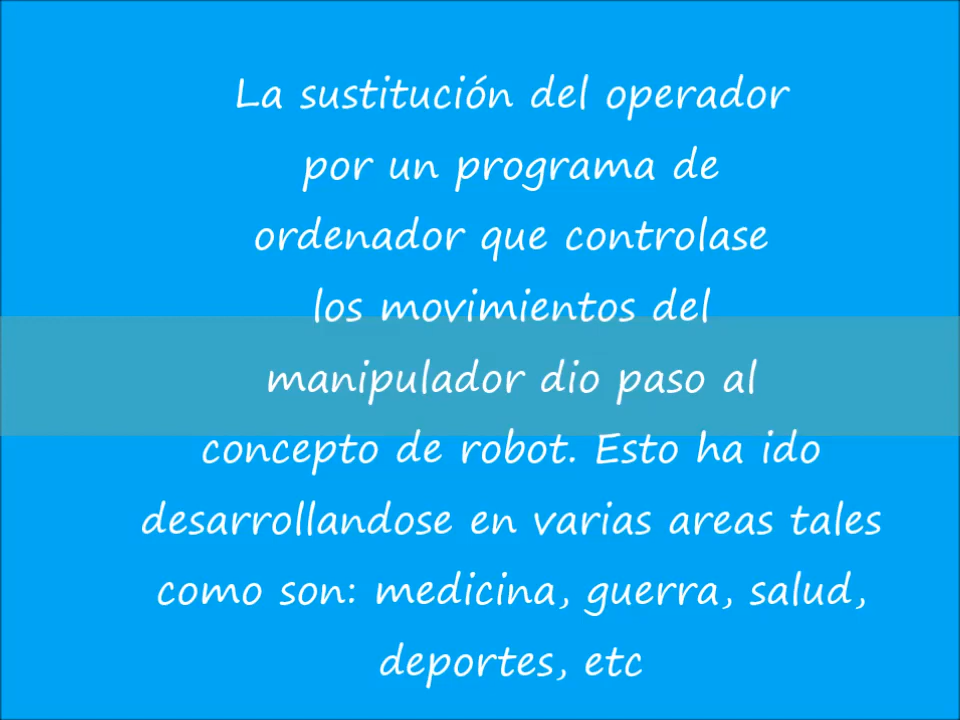 La sustitución del operador
por un programa de
ordenador que controlase
los movimientos del
manipulador dio paso al
concepto de robot. Esto ha ido
desarrollandose en varias areas tales
como son: medicina, guerra, salud,
deportes, etc